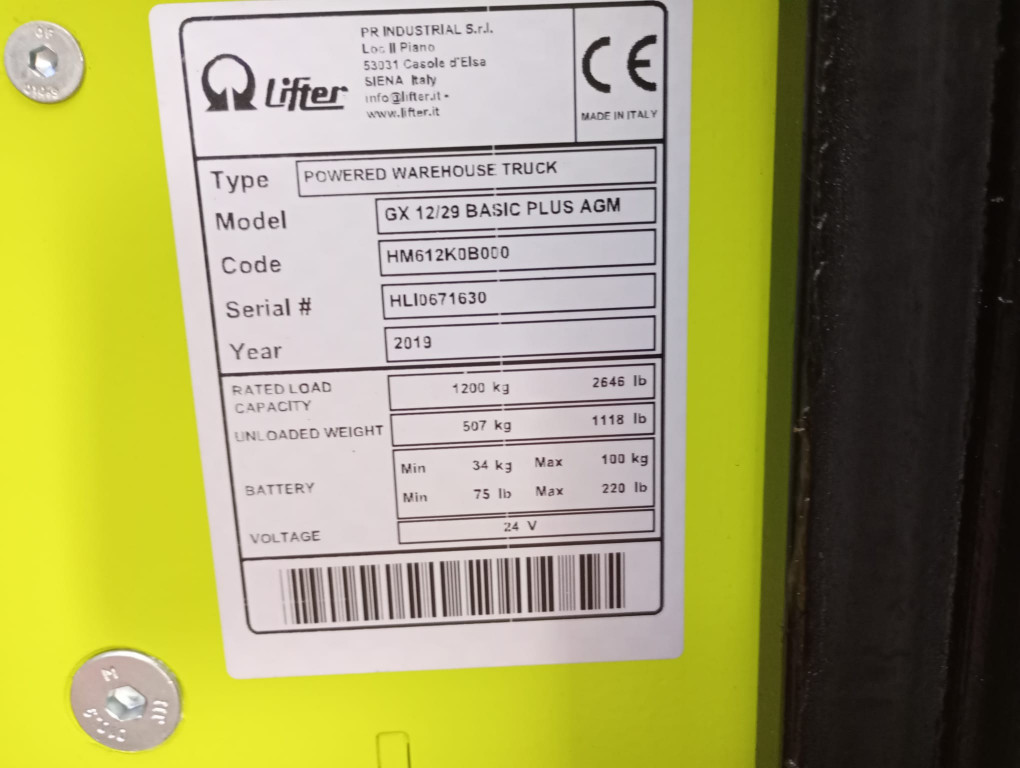 PR INDUSTRIAL S.r.l.
Loc Il Piano
53031 Casole d'Elsa
SIENA Italy
info@lifter.it -
www.lifter.it
Lifter
CE
MADE IN ITALY
Type POWERED WAREHOUSE TRUCK
Model GX 12/29 BASIC PLUS AGM
Code HM612K0B000
Serial # HLI0671630
Year 2019
RATED LOAD CAPACITY 1200 kg 2646 lb
UNLOADED WEIGHT 507 kg 1118 lb
BATTERY
Min 34 kg Max 100 kg
Min 75 lb Max 220 lb
VOLTAGE 24 V